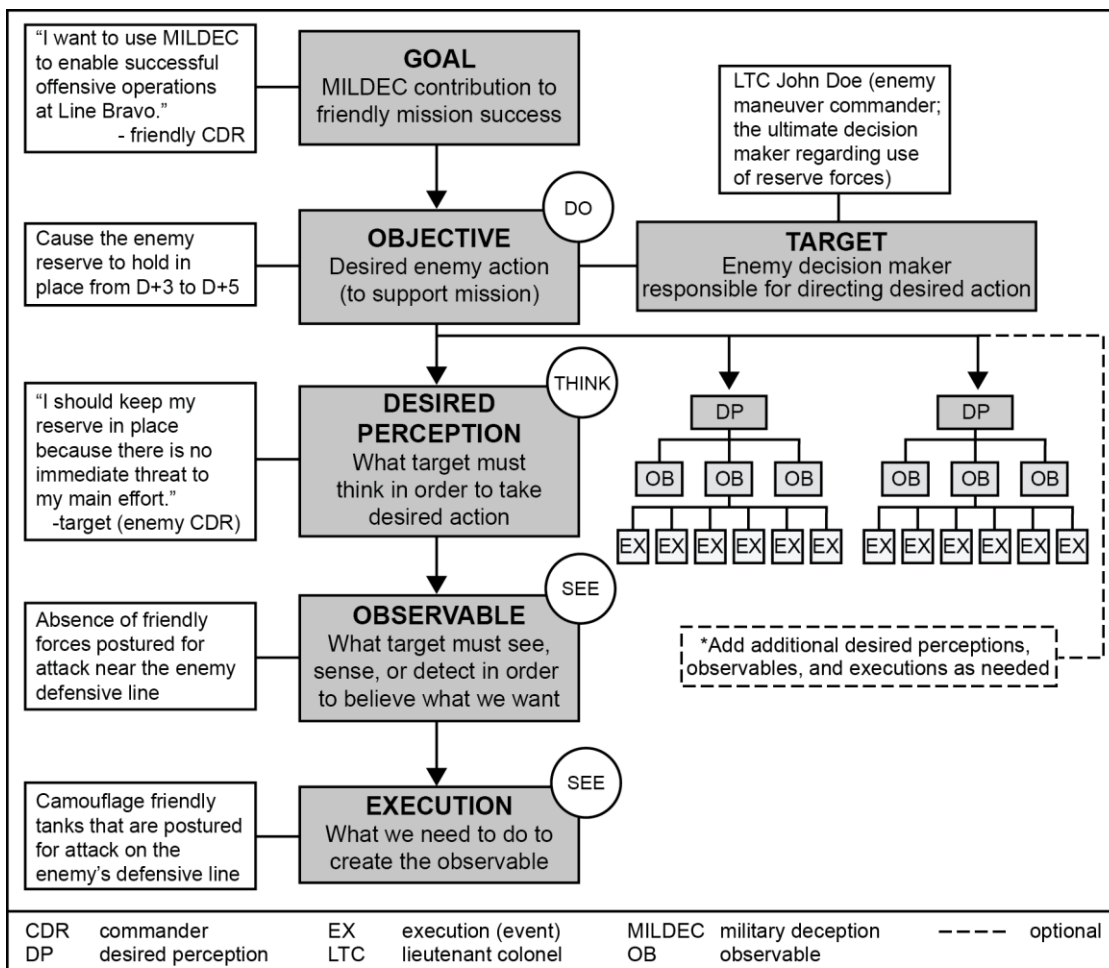 “I want to use MILDEC
to enable successful
offensive operations
at Line Bravo.”
- friendly CDR
GOAL
MILDEC contribution to
friendly mission success
LTC John Doe (enemy
maneuver commander;
the ultimate decision
maker regarding use
of reserve forces)
Cause the enemy
reserve to hold in
place from D+3 to D+5
DO
OBJECTIVE
Desired enemy action
(to support mission)
TARGET
Enemy decision maker
responsible for directing desired action
“I should keep my
reserve in place
because there is no
immediate threat to
my main effort.”
-target (enemy CDR)
THINK
DESIRED
PERCEPTION
What target must
think in order to take
desired action
DP
DP
OB OB OB
OB OB OB
EX EX EX EX EX EX
EX EX EX EX EX EX
Absence of friendly
forces postured for
attack near the enemy
defensive line
SEE
OBSERVABLE
What target must see,
sense, or detect in order
to believe what we want
*Add additional desired perceptions,
observables, and executions as needed
Camouflage friendly
tanks that are postured
for attack on the
enemy’s defensive line
SEE
EXECUTION
What we need to do to
create the observable
CDR commander EX execution (event) MILDEC military deception optional
DP desired perception LTC lieutenant colonel OB observable